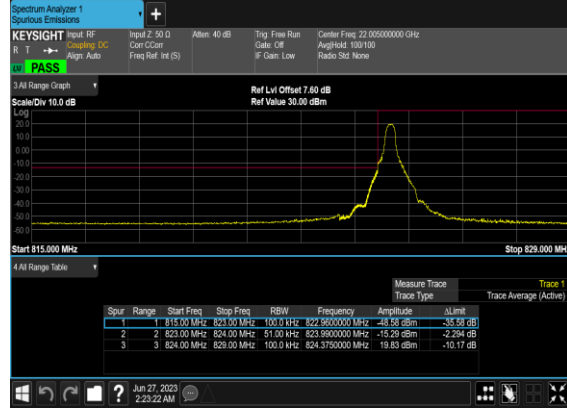 Spectrum Analyzer 1
Spurious Emissions
+
KEYSIGHT Input: RF Input Z: 50 Ω Atten: 40 dB Trig: Free Run Center Freq: 22.005000000 GHz
R T Coupling: DC Corr CCorr Gate: Off Avg|Hold: 100/100
Align: Auto Freq Ref: Int (S) IF Gain: Low Radio Std: None
PASS
3 All Range Graph
Ref Lvl Offset 7.60 dB
Scale/Div 10.0 dB Ref Value 30.00 dBm
Log
20.0
10.0
0.00
-10.0
-20.0
-30.0
-40.0
-50.0
-60.0
Start 815.000 MHz Stop 829.000 MH
4 All Range Table
Measure Trace Trace 1
Trace Type Trace Average (Active)
Spur Range Start Freq Stop Freq RBW Frequency Amplitude ΔLimit
1 1 815.00 MHz 823.00 MHz 100.0 kHz 822.9600000 MHz -48.58 dBm -35.58 dB
2 2 823.00 MHz 824.00 MHz 51.00 kHz 823.9900000 MHz -15.29 dBm -2.294 dB
3 3 824.00 MHz 829.00 MHz 100.0 kHz 824.3750000 MHz 19.83 dBm -10.17 dB
? Jun 27, 2023
2:23:22 AM